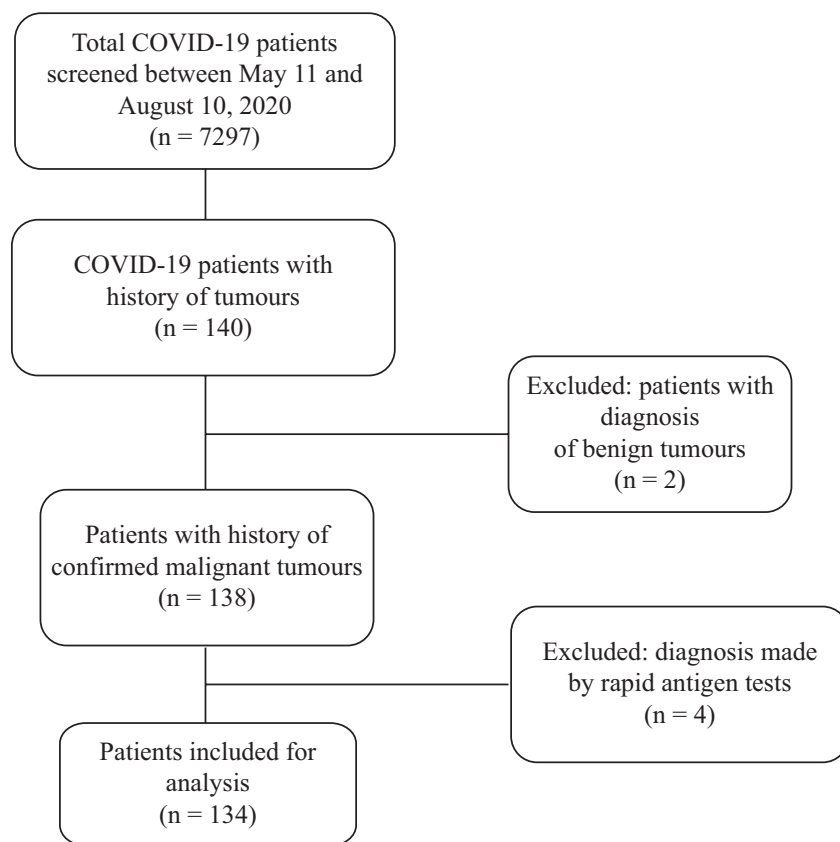 Total COVID-19 patients
screened between May 11 and
August 10, 2020
(n = 7297)
COVID-19 patients with
history of tumours
(n = 140)
Excluded: patients with
diagnosis
of benign tumours
(n = 2)
Patients with history of
confirmed malignant tumours
(n = 138)
Excluded: diagnosis made
by rapid antigen tests
(n = 4)
Patients included for
analysis
(n = 134)